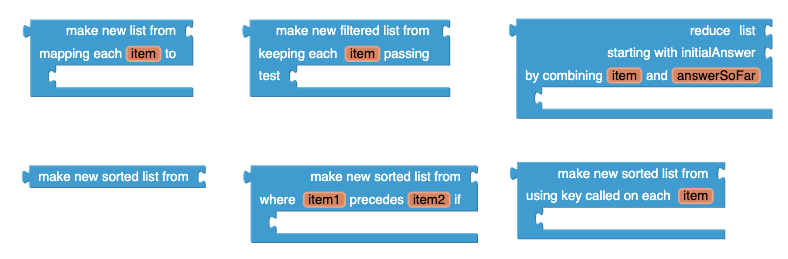 make new list from
mapping each item to
make new filtered list from
keeping each item passing
test
reduce list
starting with initialAnswer
by combining item and answerSoFar
make new sorted list from
make new sorted list from
where item1 precedes item2 if
make new sorted list from
using key called on each item